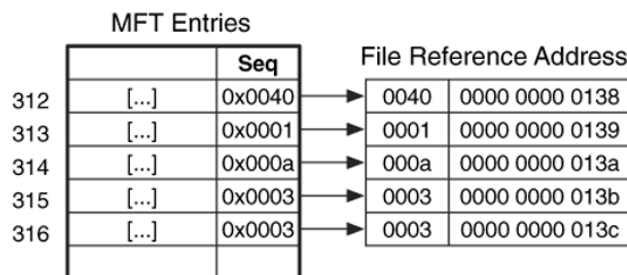 MFT Entries
Seq File Reference Address
312 [...] 0x0040 0040 0000 0000 0138
313 [...] 0x0001 0001 0000 0000 0139
314 [...] 0x000a 000a 0000 0000 013a
315 [...] 0x0003 0003 0000 0000 013b
316 [...] 0x0003 0003 0000 0000 013c